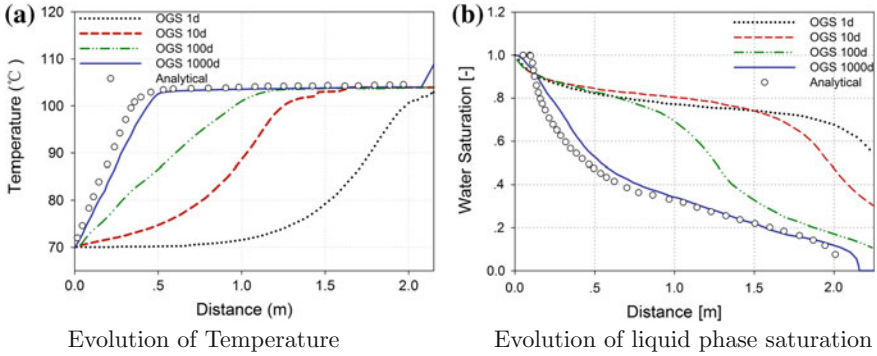 (a)
OGS 1d
OGS 10d
OGS 100d
OGS 1000d
Analytical
Temperature (℃)
120
110
100
90
80
70
0.0 .5 1.0 1.5 2.0
Distance (m)
Evolution of Temperature
(b)
OGS 1d
OGS 10d
OGS 100d
OGS 1000d
Analytical
Water Saturation [-]
1.2
1.0
.8
.6
.4
.2
0.0
0.0 .5 1.0 1.5 2.0
Distance [m]
Evolution of liquid phase saturation